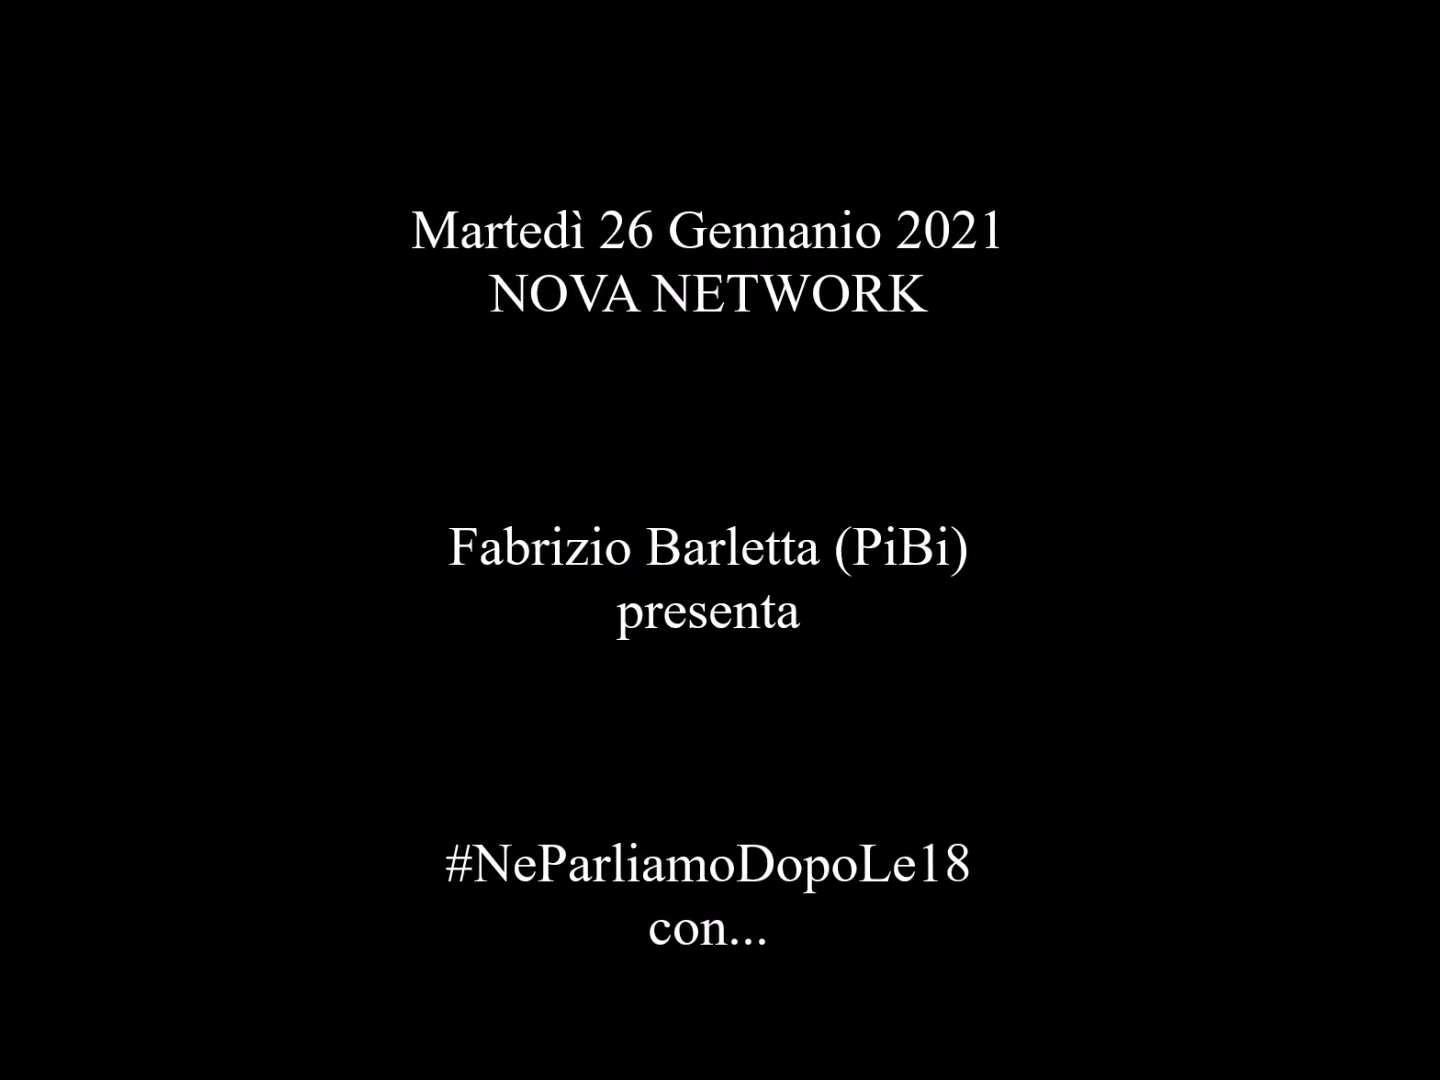 Martedì 26 Gennanio 2021
NOVA NETWORK
Fabrizio Barletta (PiBi)
presenta
#NeParliamoDopoLe18
con...